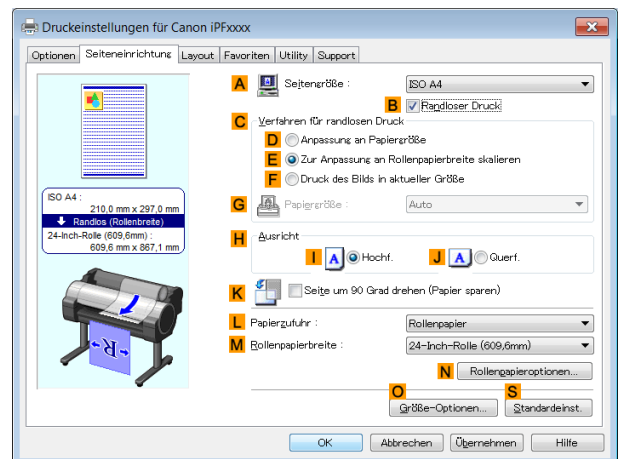 Druckeinstellungen für Canon iPFxxxx
Optionen Seiteneinrichtung Layout Favoriten Utility Support
A Seitengröße : ISO A4
B Randloser Druck
C Verfahren für randlosen Druck
D Anpassung an Papiergröße
E Zur Anpassung an Rollenpapierbreite skalieren
F Druck des Bilds in aktueller Größe
G Papiergröße : Auto
ISO A4 :
210,0 mm x 297,0 mm
Randlos (Rollenbreite)
24-Inch-Rolle (609,6mm) :
609,6 mm x 867,1 mm
H Ausricht
I A Hochf. J A Querf.
K Seite um 90 Grad drehen (Papier sparen)
L Papierzufuhr : Rollenpapier
M Rollenpapierbreite : 24-Inch-Rolle (609,6mm)
N Rollenpapieroptionen...
O S
Größe-Optionen... Standardeinst.
R
OK Abbrechen Übernehmen Hilfe